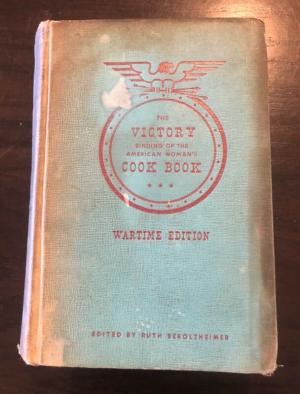 THE
VICTORY
BINDING OF THE
AMERICAN WOMAN'S
COOK BOOK
★ ★ ★
WARTIME EDITION
EDITED BY RUTH BEROLZHEIMER